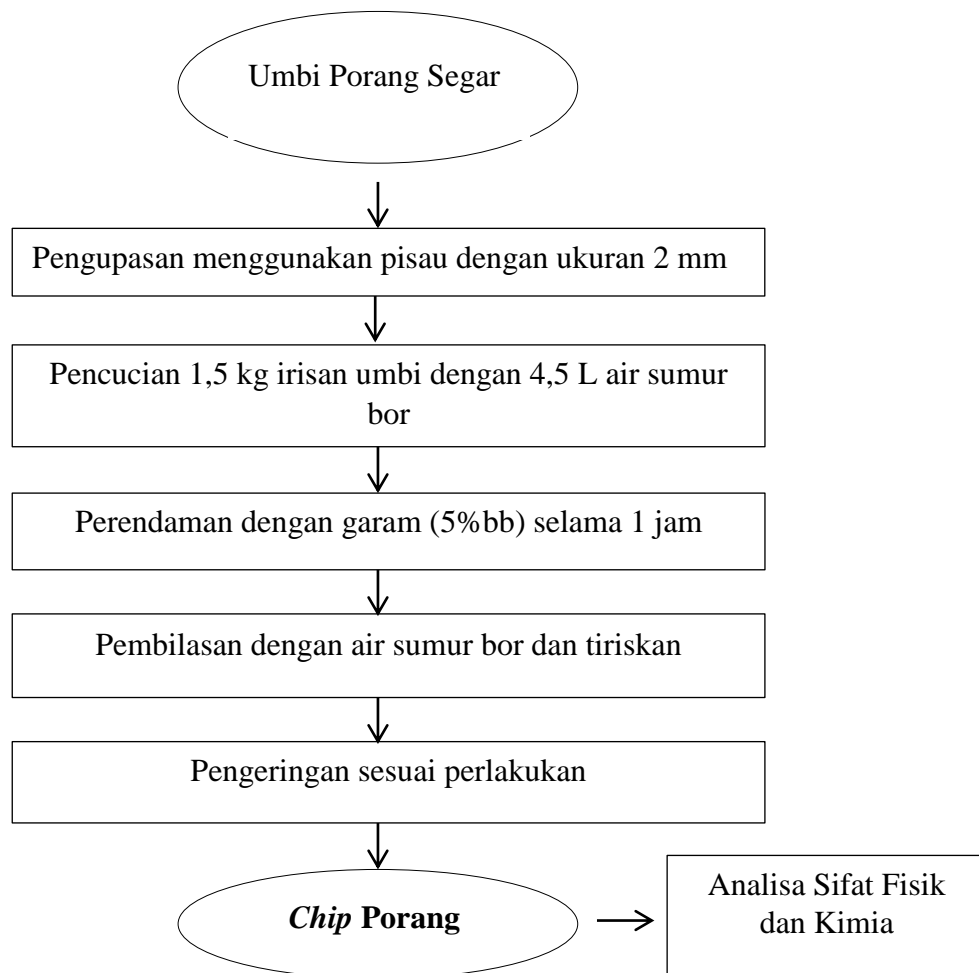 Umbi Porang Segar
Pengupasan menggunakan pisau dengan ukuran 2 mm
Pencucian 1,5 kg irisan umbi dengan 4,5 L air sumur
bor
Perendaman dengan garam (5%bb) selama 1 jam
Pembilasan dengan air sumur bor dan tiriskan
Pengeringan sesuai perlakukan
Chip Porang
Analisa Sifat Fisik
dan Kimia